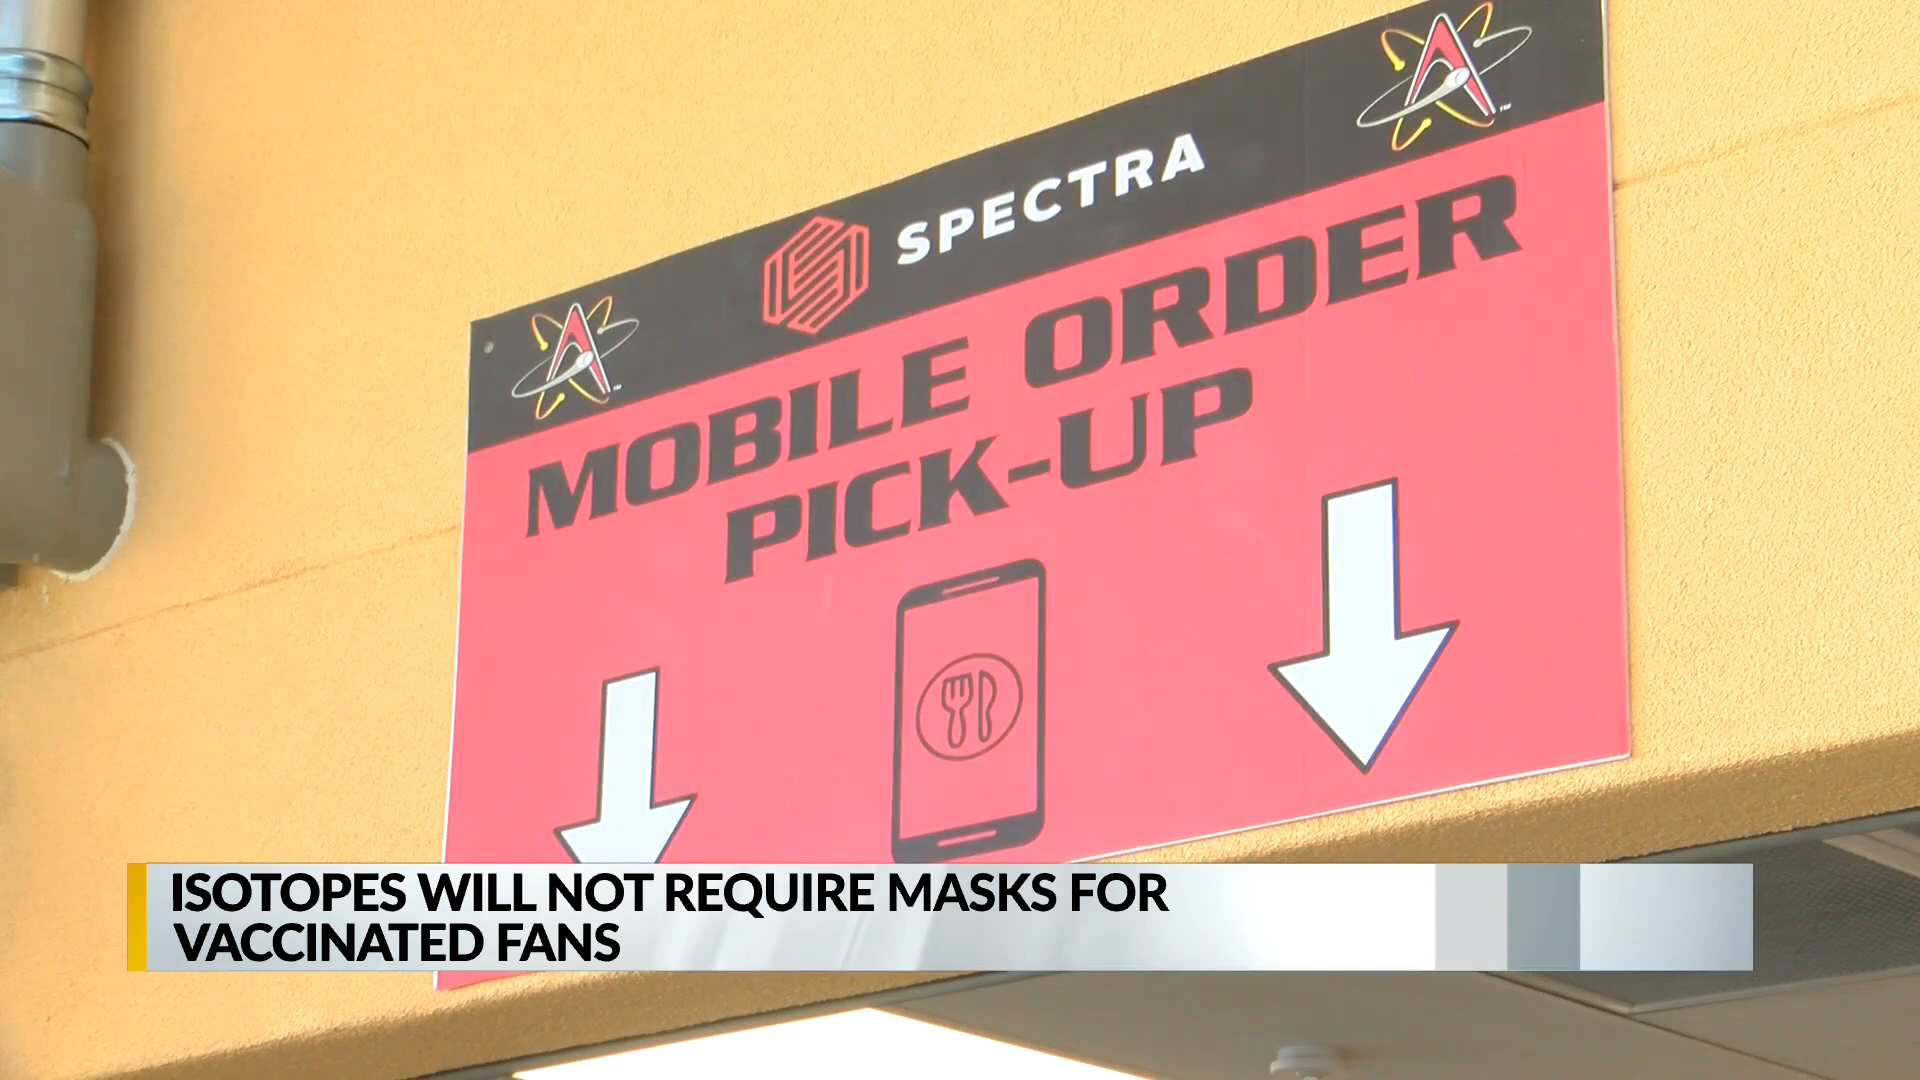 SPECTRA
MOBILE ORDER
PICK-UP
ISOTOPES WILL NOT REQUIRE MASKS FOR
VACCINATED FANS